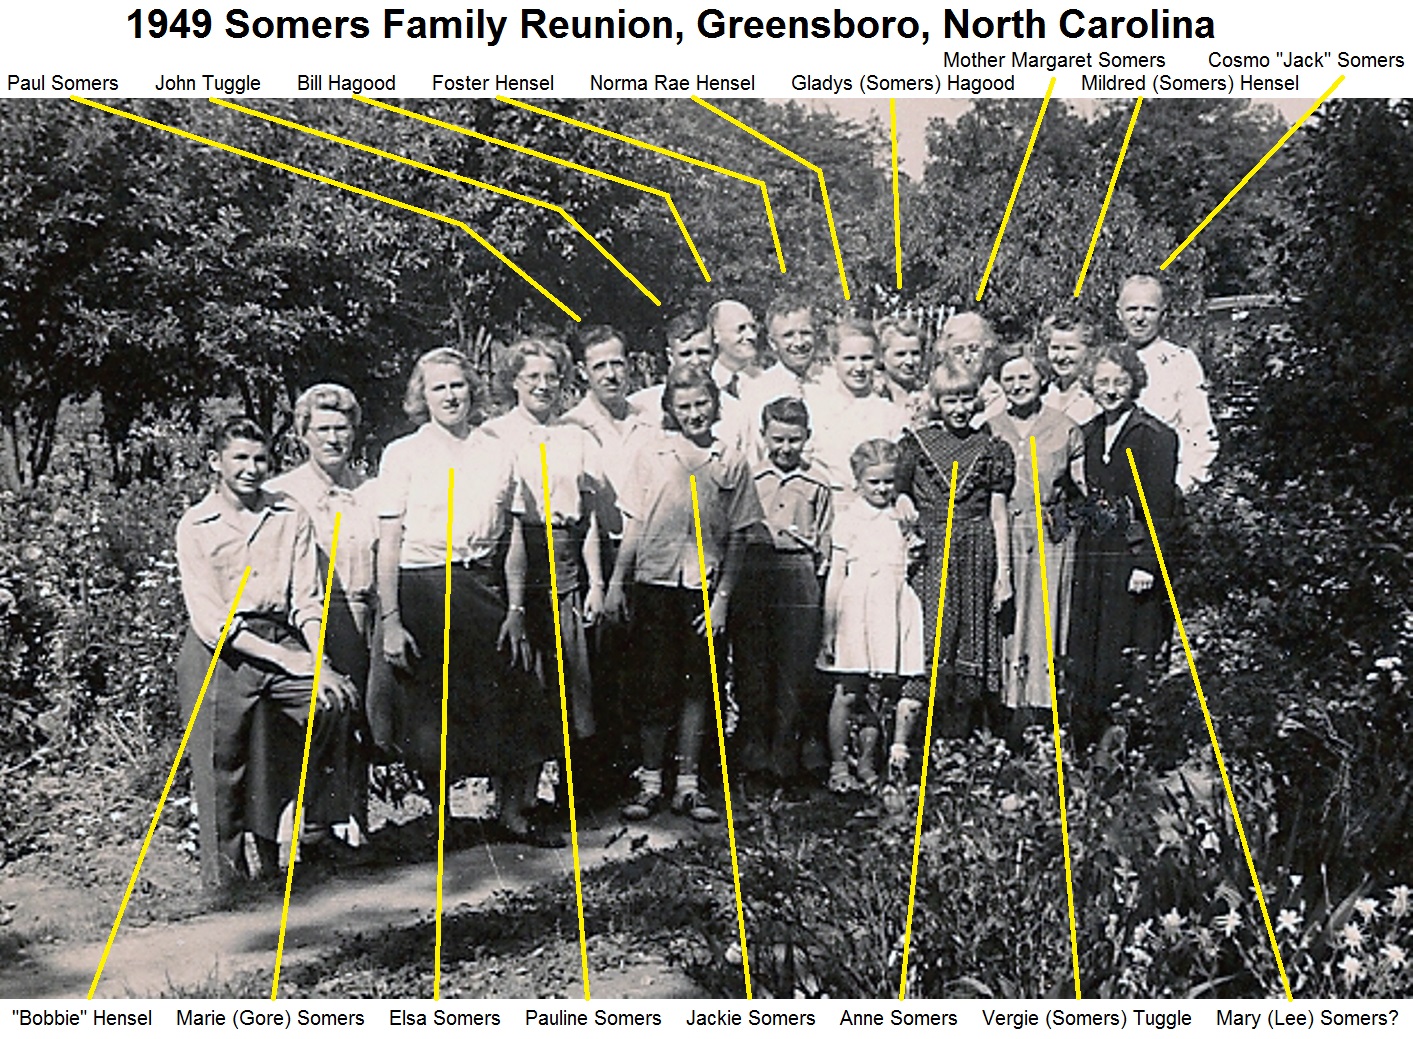 1949 Somers Family Reunion, Greensboro, North Carolina
Mother Margaret Somers Cosmo "Jack" Somers
Paul Somers John Tuggle Bill Hagood Foster Hensel Norma Rae Hensel Gladys (Somers) Hagood Mildred (Somers) Hensel
"Bobbie" Hensel Marie (Gore) Somers Elsa Somers Pauline Somers Jackie Somers Anne Somers Vergie (Somers) Tuggle Mary (Lee) Somers?